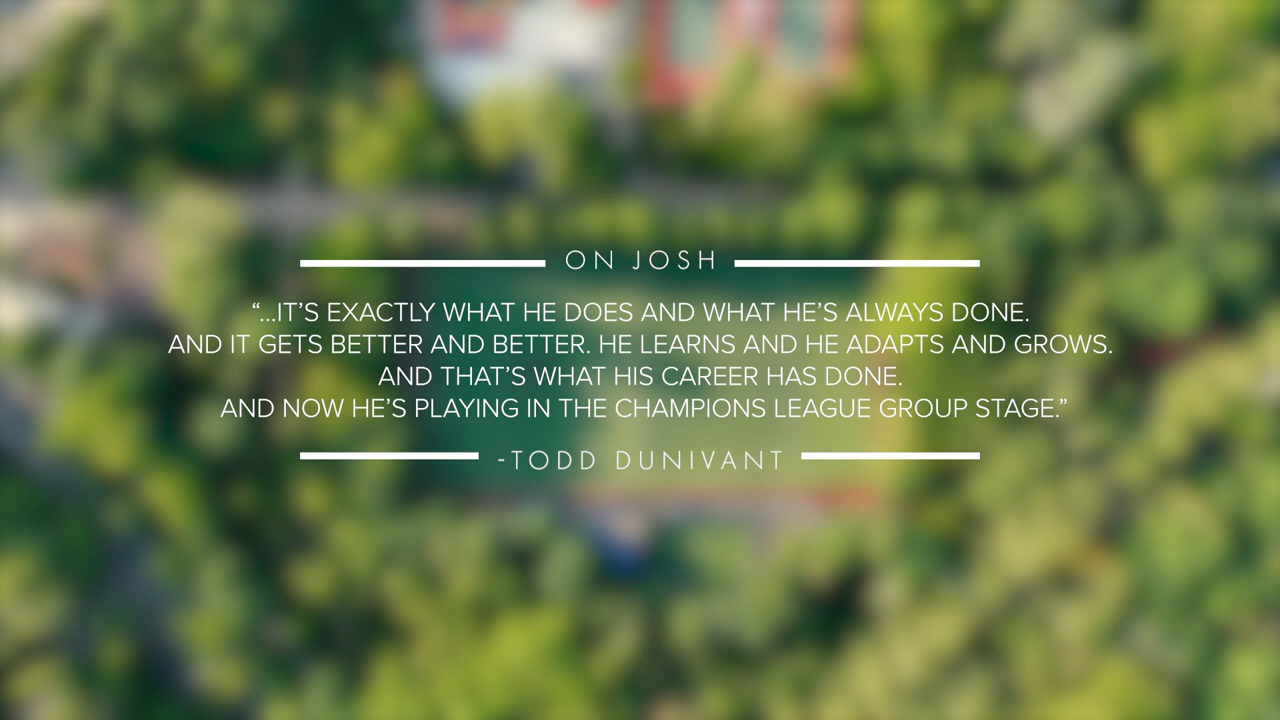 ON JOSH
“...IT’S EXACTLY WHAT HE DOES AND WHAT HE’S ALWAYS DONE.
AND IT GETS BETTER AND BETTER. HE LEARNS AND HE ADAPTS AND GROWS.
AND THAT’S WHAT HIS CAREER HAS DONE.
AND NOW HE’S PLAYING IN THE CHAMPIONS LEAGUE GROUP STAGE.”
-TODD DUNIVANT